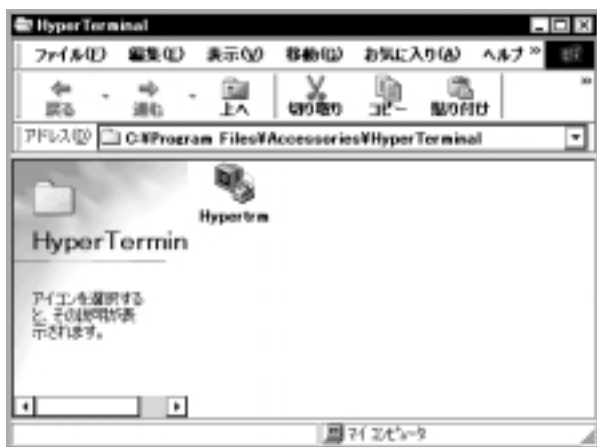 HyperTerminal
ファイル(F) 編集(E) 表示(V) 移動(G) お気に入り(A) ヘルプ »
戻る 進む 上へ 切り取り コピー 貼り付け »
アドレス(D) C:¥Program Files¥Accessories¥HyperTerminal
Hypertrm
HyperTermin
アイコンを選択する
と、その説明が表
示されます。
マイ コンピュータ